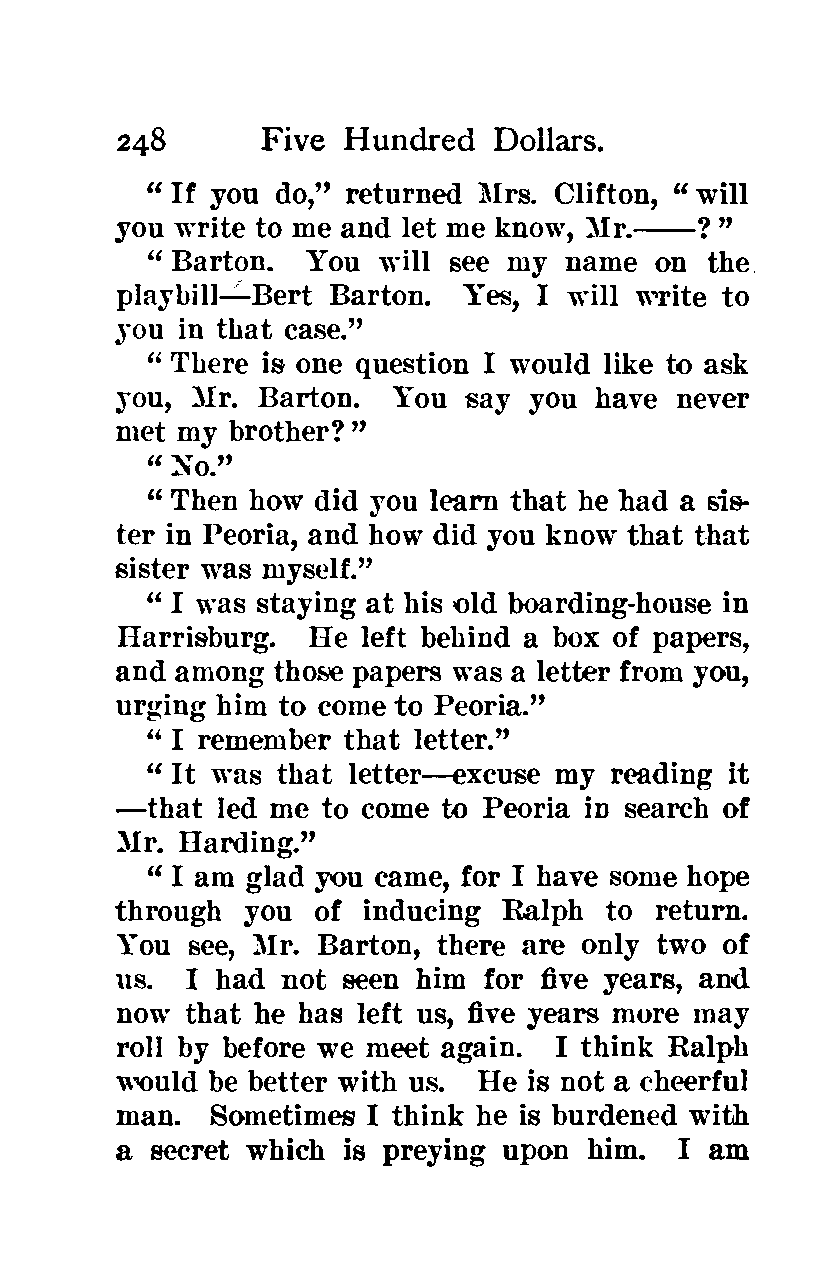 248 Five Hundred Dollars.
“ If you do,” returned Mrs. Clifton, “ will
you write to me and let me know, Mr.——? ”
“ Barton. You will see my name on the
playbill—Bert Barton. Yes, I will write to
you in that case.”
“ There is one question I would like to ask
you, Mr. Barton. You say you have never
met my brother? ”
“ No.”
“ Then how did you learn that he had a sis-
ter in Peoria, and how did you know that that
sister was myself.”
“ I was staying at his old boarding-house in
Harrisburg. He left behind a box of papers,
and among those papers was a letter from you,
urging him to come to Peoria.”
“ I remember that letter.”
“ It was that letter—excuse my reading it
—that led me to come to Peoria in search of
Mr. Harding.”
“ I am glad you came, for I have some hope
through you of inducing Ralph to return.
You see, Mr. Barton, there are only two of
us. I had not seen him for five years, and
now that he has left us, five years more may
roll by before we meet again. I think Ralph
would be better with us. He is not a cheerful
man. Sometimes I think he is burdened with
a secret which is preying upon him. I am